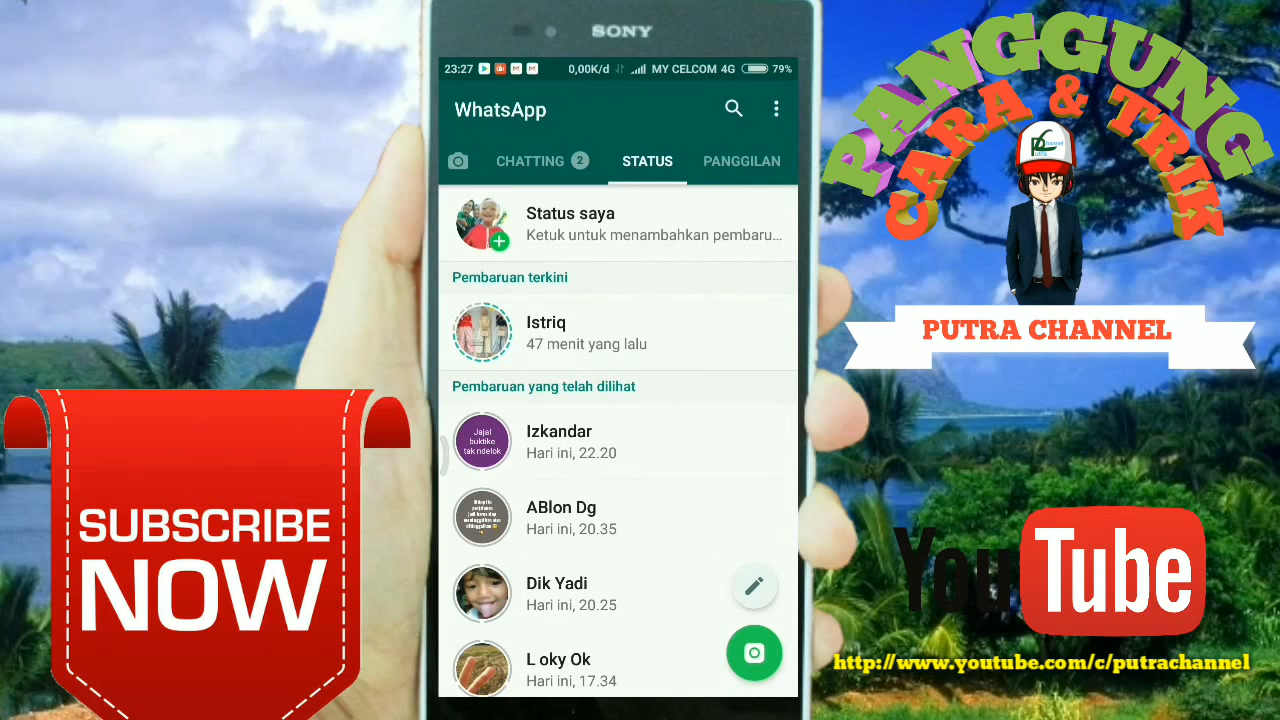 SONY
23:27
0,00K/d
MY CELCOM 4G
79%
WhatsApp
CHATTING 2
STATUS
PANGGILAN
Status saya
Ketuk untuk menambahkan pembaru...
Pembaruan terkini
Istriq
47 menit yang lalu
Pembaruan yang telah dilihat
Jajal
buktike
tak ndelok
Izkandar
Hari ini, 22.20
ABlon Dg
Hari ini, 20.35
Dik Yadi
Hari ini, 20.25
L oky Ok
Hari ini, 17.34
SUBSCRIBE
NOW
PANGGUNG
CARA & TRIK
Putra Channel
PUTRA CHANNEL
YouTube
http://www.youtube.com/c/putrachannel